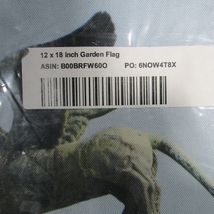 12 x 18 inch Garden Flag
ASIN: B00BRFW60O PO: 6NOW4T8X